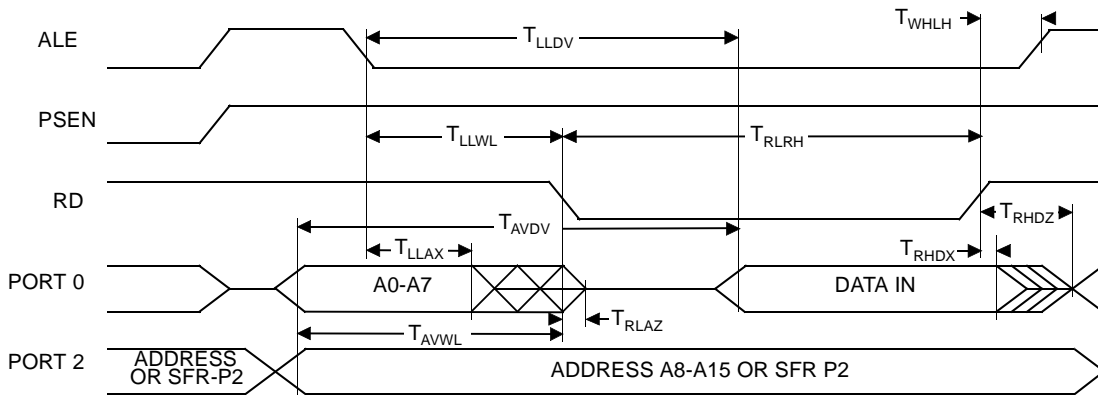 T_WHLH
ALE
T_LLDV
PSEN
T_LLWL
T_RLRH
RD
T_RHDZ
T_AVDV
T_LLAX
T_RHDX
PORT 0
A0-A7
DATA IN
T_RLAZ
T_AVWL
PORT 2
ADDRESS
OR SFR-P2
ADDRESS A8-A15 OR SFR P2